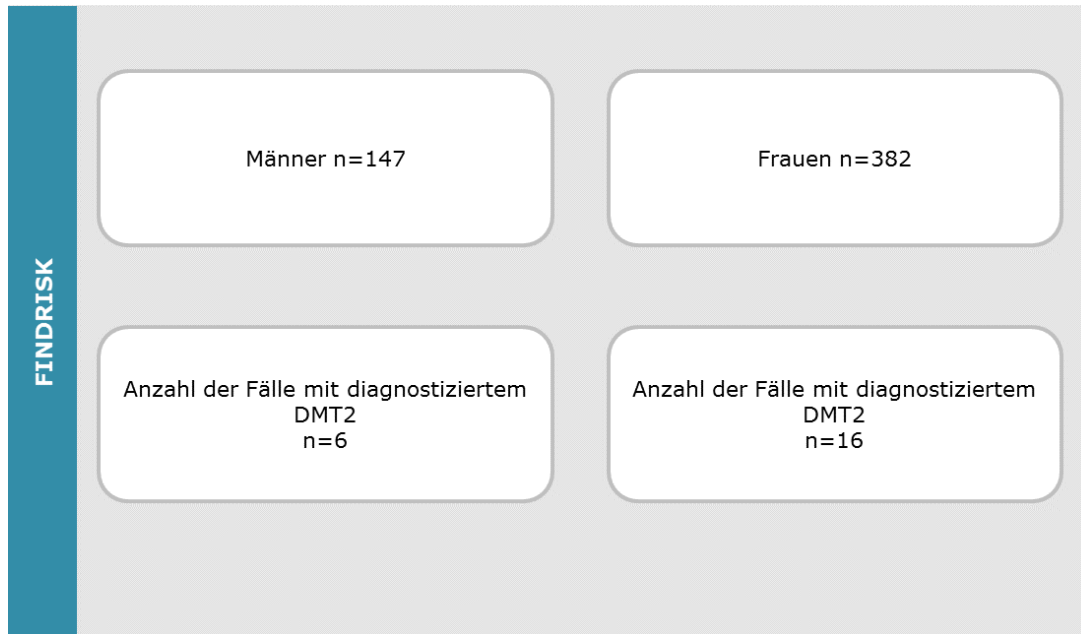 FINDRISK
Männer n=147
Frauen n=382
Anzahl der Fälle mit diagnostiziertem
DMT2
n=6
Anzahl der Fälle mit diagnostiziertem
DMT2
n=16